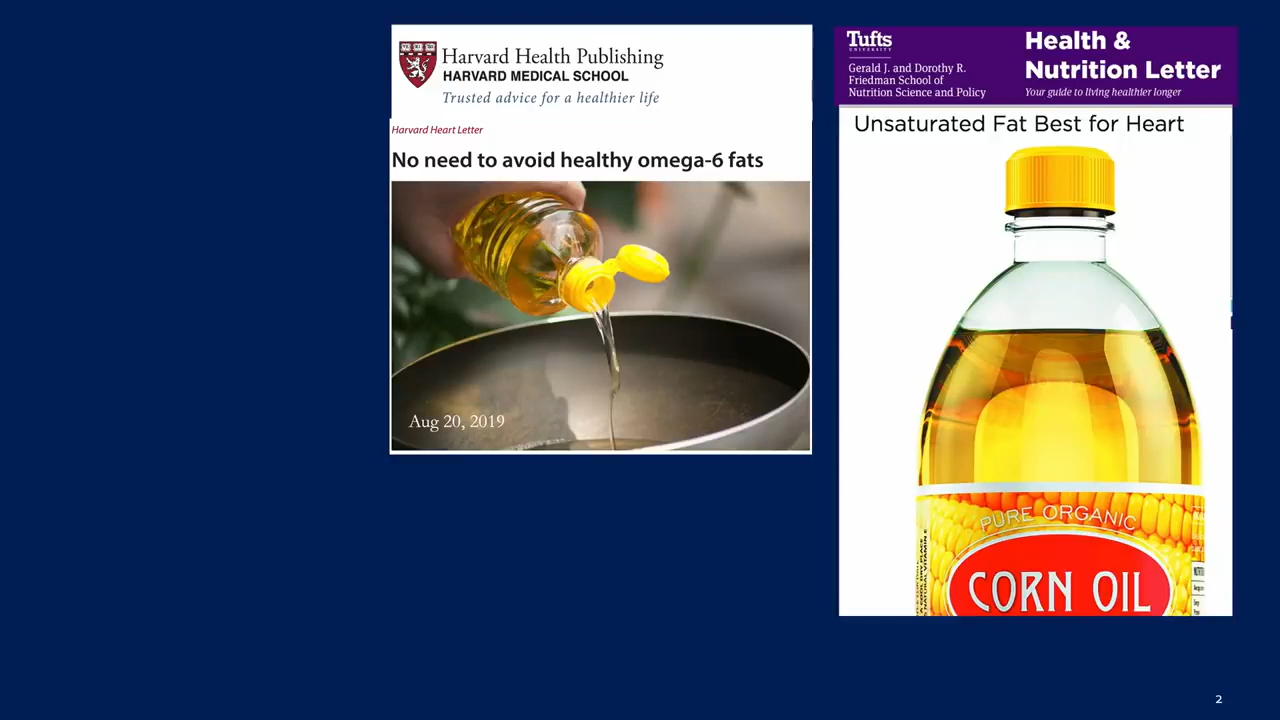 Harvard Health Publishing
HARVARD MEDICAL SCHOOL
Trusted advice for a healthier life
Harvard Heart Letter
No need to avoid healthy omega-6 fats
Aug 20, 2019
Tufts
UNIVERSITY
Gerald J. and Dorothy R.
Friedman School of
Nutrition Science and Policy
Health &
Nutrition Letter
Your guide to living healthier longer
Unsaturated Fat Best for Heart
PURE ORGANIC
CORN OIL
2